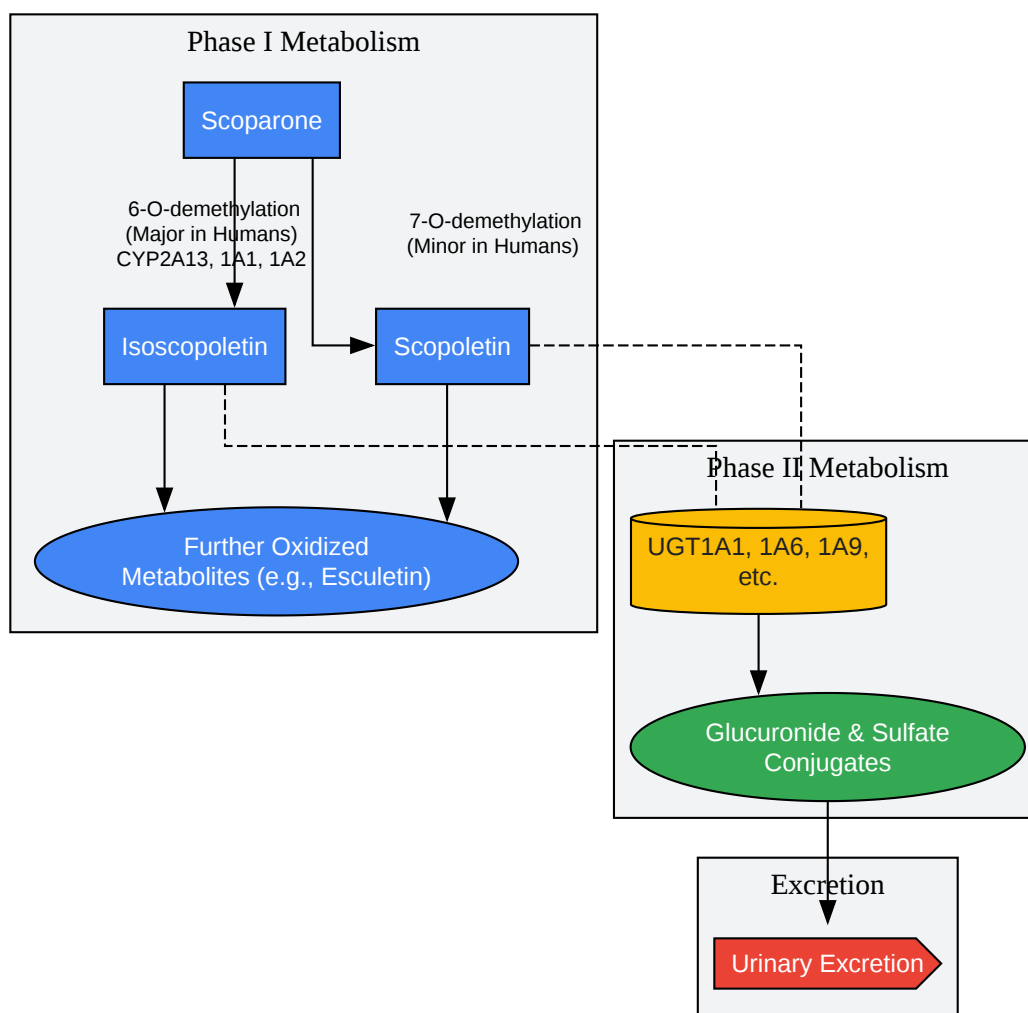 Phase I Metabolism
Scoparone
6-O-demethylation
(Major in Humans)
CYP2A13, 1A1, 1A2
7-O-demethylation
(Minor in Humans)
Isoscopoletin
Scopoletin
Further Oxidized
Metabolites (e.g., Esculetin)
Phase II Metabolism
UGT1A1, 1A6, 1A9,
etc.
Glucuronide & Sulfate
Conjugates
Excretion
Urinary Excretion